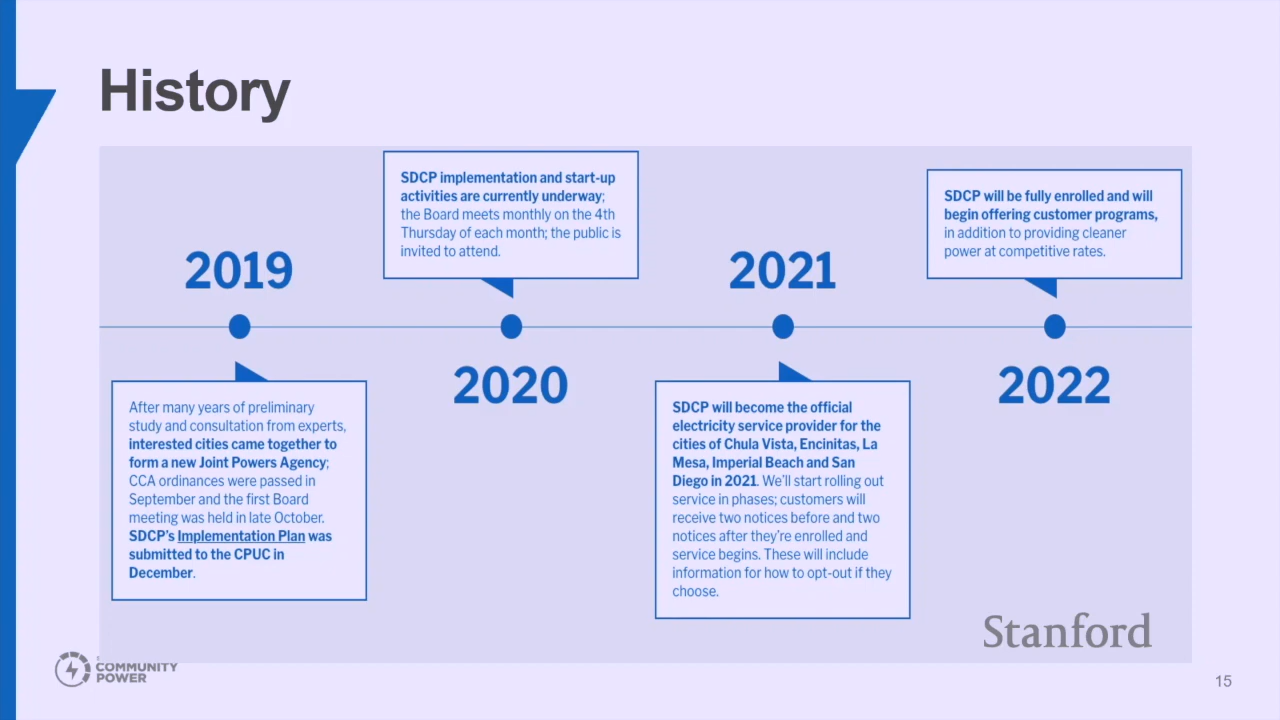 History
SDCP implementation and start-up
activities are currently underway;
the Board meets monthly on the 4th
Thursday of each month; the public is
invited to attend.
SDCP will be fully enrolled and will
begin offering customer programs,
in addition to providing cleaner
power at competitive rates.
2019
2021
2020
2022
After many years of preliminary
study and consultation from experts,
interested cities came together to
form a new Joint Powers Agency;
CCA ordinances were passed in
September and the first Board
meeting was held in late October.
SDCP’s Implementation Plan was
submitted to the CPUC in
December.
SDCP will become the official
electricity service provider for the
cities of Chula Vista, Encinitas, La
Mesa, Imperial Beach and San
Diego in 2021. We’ll start rolling out
service in phases; customers will
receive two notices before and two
notices after they’re enrolled and
service begins. These will include
information for how to opt-out if they
choose.
Stanford
COMMUNITY
POWER
15